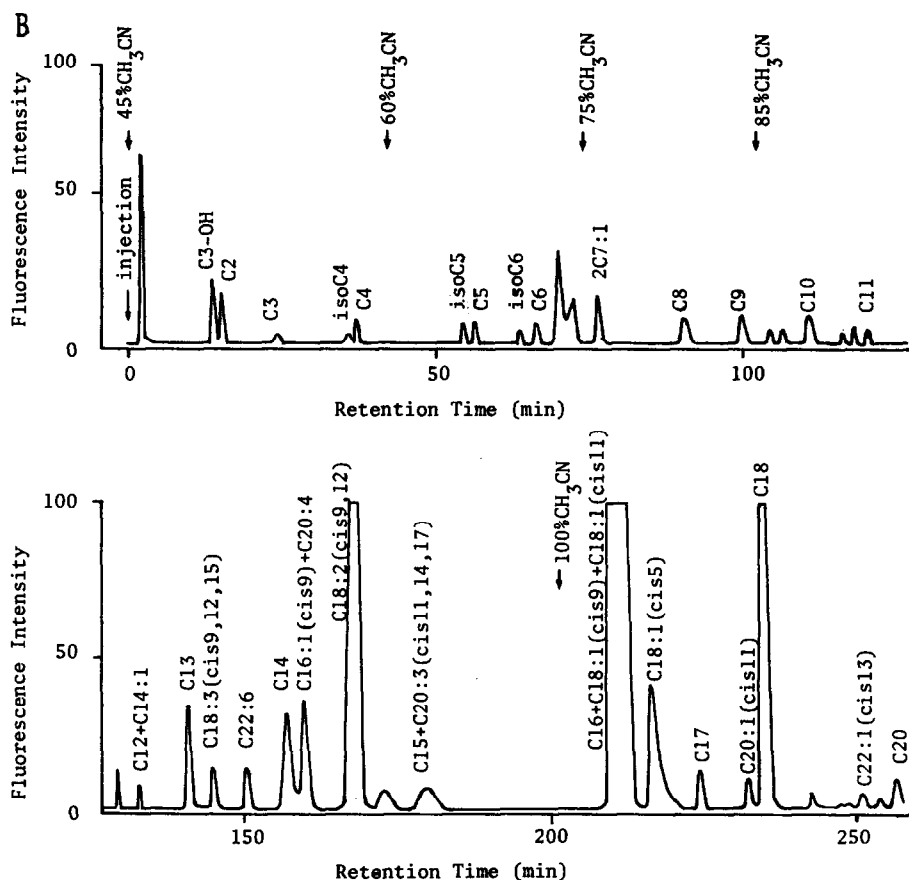 B
Fluorescence Intensity
100
50
0
injection
45%CH3CN
C3-OH
C2
C3
isoC4
C4
60%CH3CN
isoC5
C5
isoC6
C6
75%CH3CN
2C7:1
C8
C9
85%CH3CN
C10
C11
0
50
100
Retention Time (min)
Fluorescence Intensity
100
50
0
C12+C14:1
C13
C18:3(cis9,12,15)
C22:6
C14
C16:1(cis9)+C20:4
C18:2(cis9,12)
C15+C20:3(cis11,14,17)
100%CH3CN
C16+C18:1(cis9)+C18:1(cis11)
C18:1(cis5)
C17
C20:1(cis11)
C18
C22:1(cis13)
C20
150
200
250
Retention Time (min)